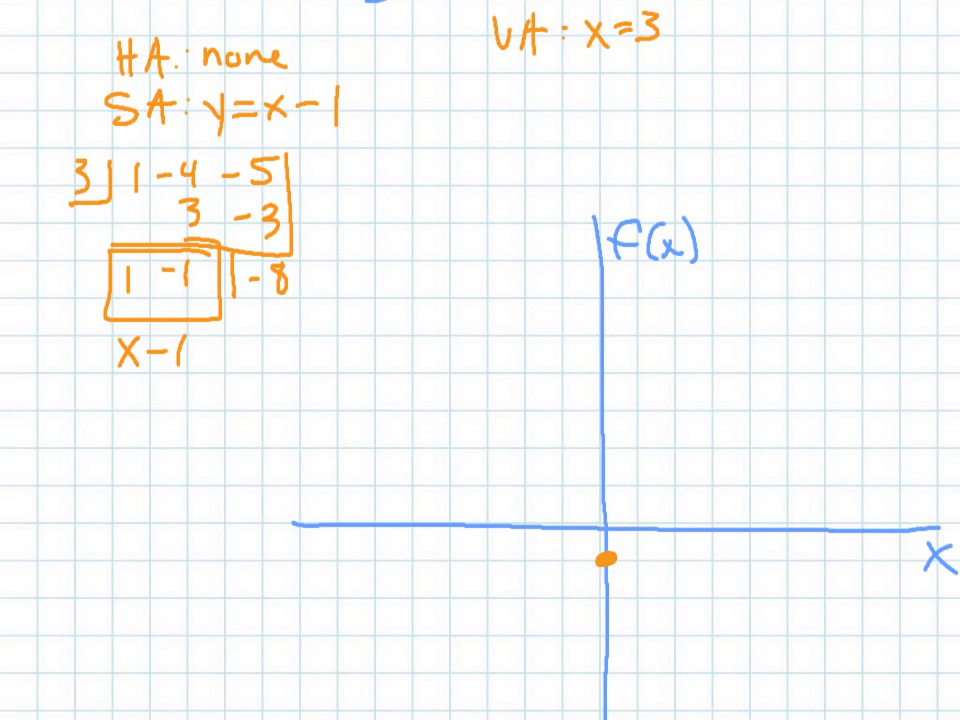 VA: x=3
HA: none
SA: y=x-1
3 1 -4 -5
3 -3
1 -1 -8
x-1
f(x)
x